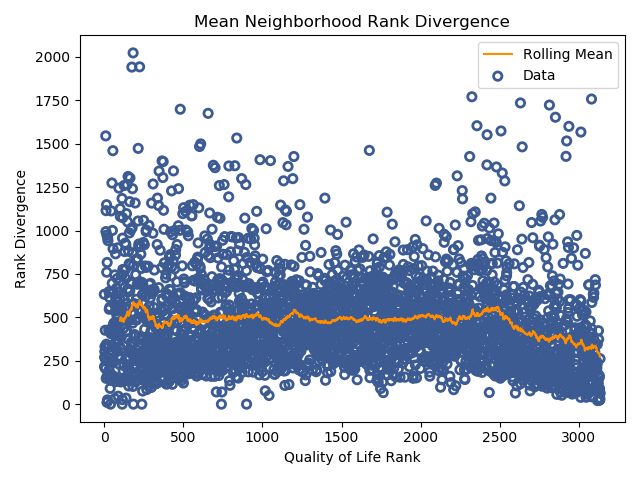 Mean Neighborhood Rank Divergence
Rolling Mean
Data
Rank Divergence
2000
1750
1500
1250
1000
750
500
250
0
0 500 1000 1500 2000 2500 3000
Quality of Life Rank